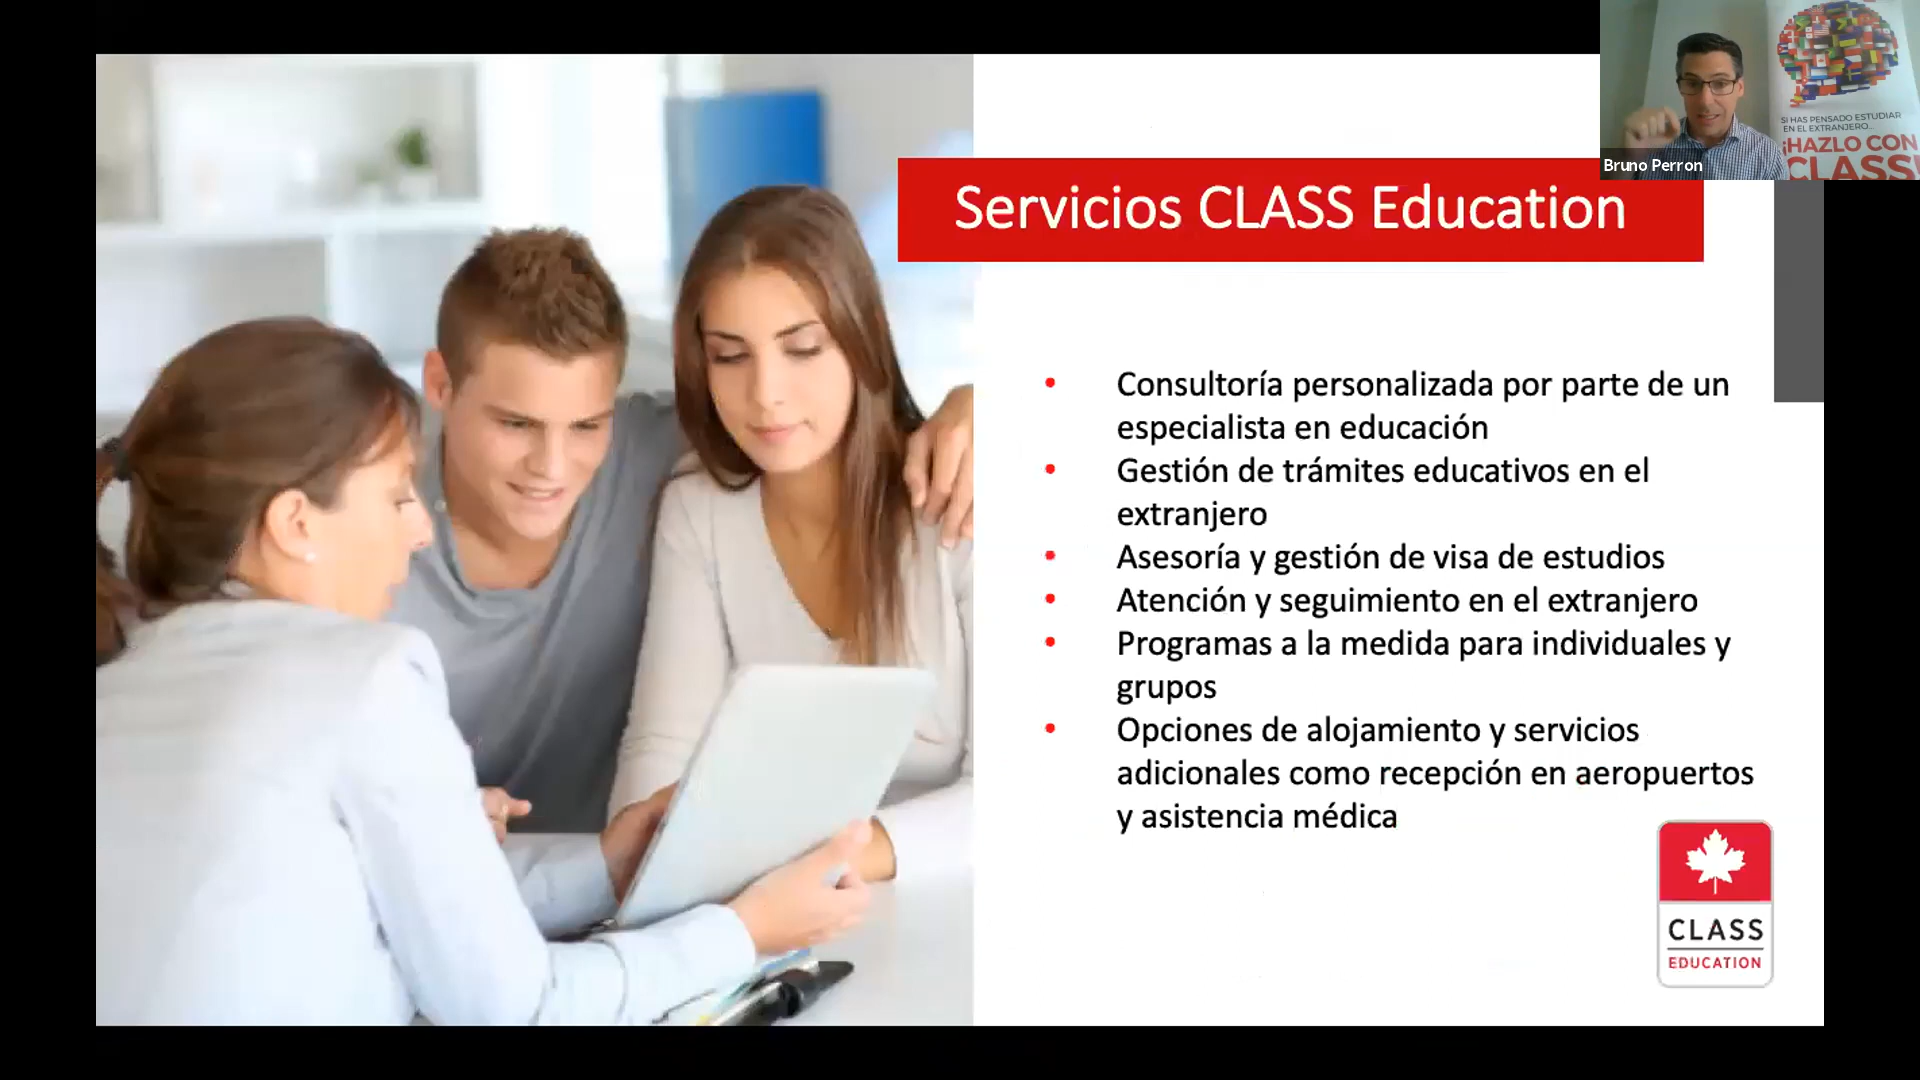 SI HAS PENSADO ESTUDIAR
EN EL EXTRANJERO...
¡HAZLO CON
CLASS!
Bruno Perron
Servicios CLASS Education
• Consultoría personalizada por parte de un
especialista en educación
• Gestión de trámites educativos en el
extranjero
• Asesoría y gestión de visa de estudios
• Atención y seguimiento en el extranjero
• Programas a la medida para individuales y
grupos
• Opciones de alojamiento y servicios
adicionales como recepción en aeropuertos
y asistencia médica
CLASS
EDUCATION